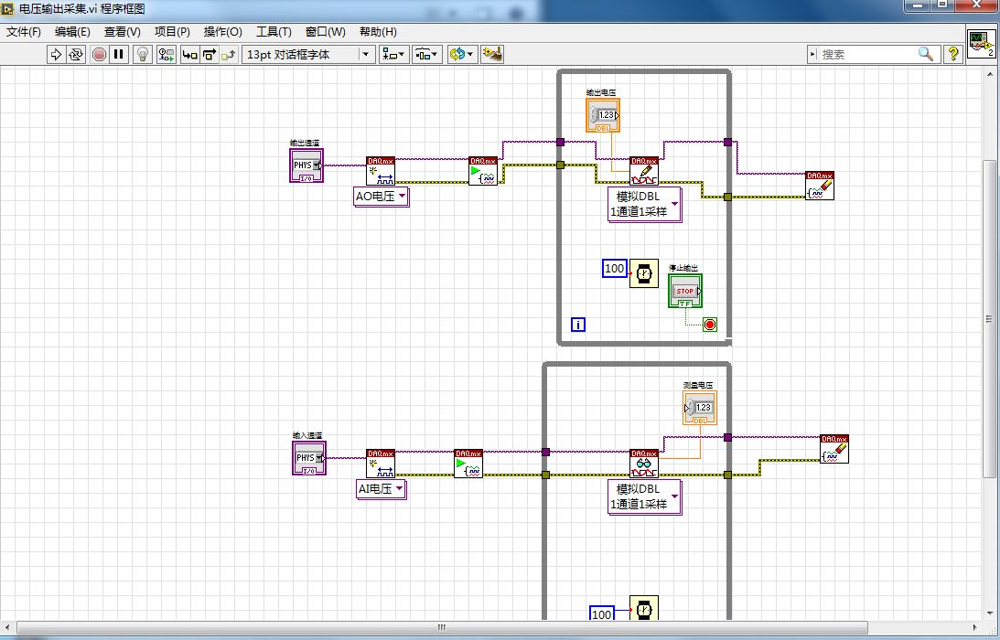 电压输出采集.vi 程序框图
文件(F) 编辑(E) 查看(V) 项目(P) 操作(O) 工具(T) 窗口(W) 帮助(H)
13pt 对话框字体
搜索
2
输出电压
1.23
DBL
输出通道
PHYS
I/O
DAQmx
DAQmx
DAQmx
DAQmx
AO电压
模拟DBL
1通道1采样
100
停止输出
STOP
TF
i
测量电压
1.23
DBL
输入通道
PHYS
I/O
DAQmx
DAQmx
DAQmx
DAQmx
AI电压
模拟DBL
1通道1采样
100